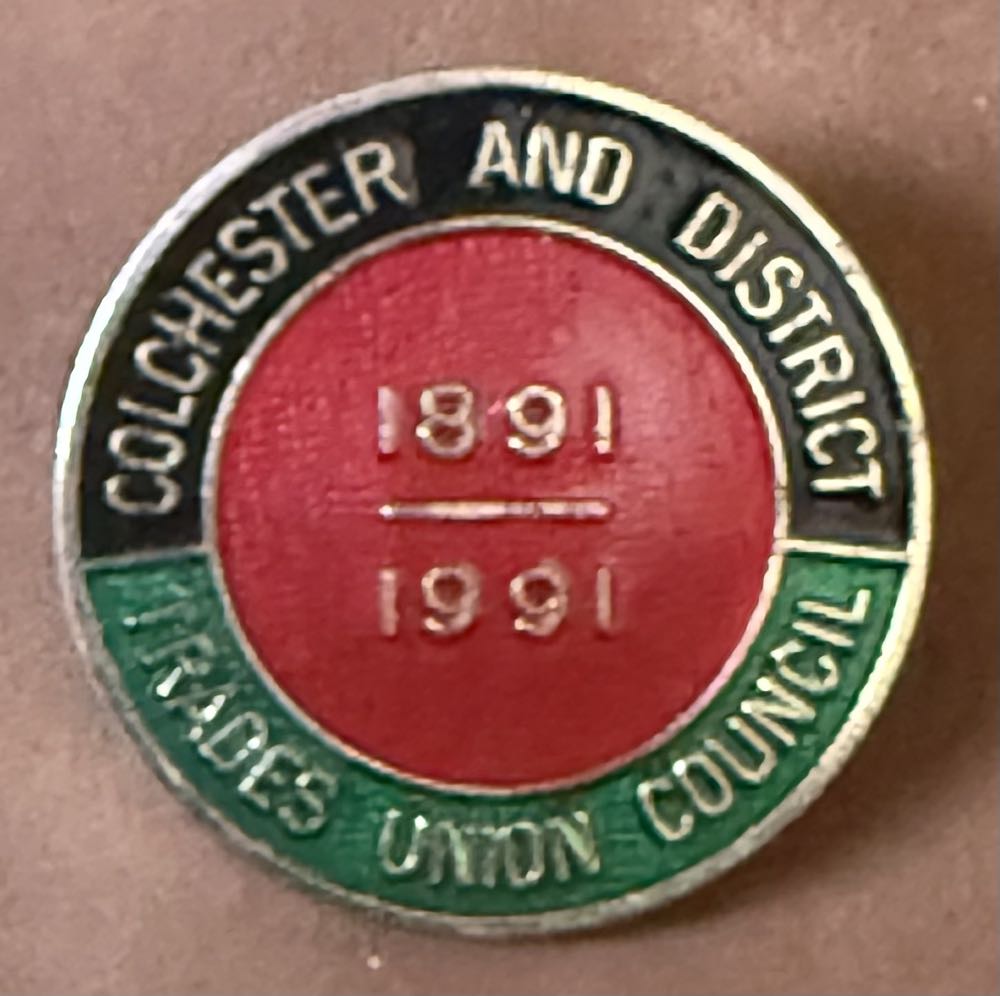 COLCHESTER AND DISTRICT
1891
1991
TRADES UNION COUNCIL